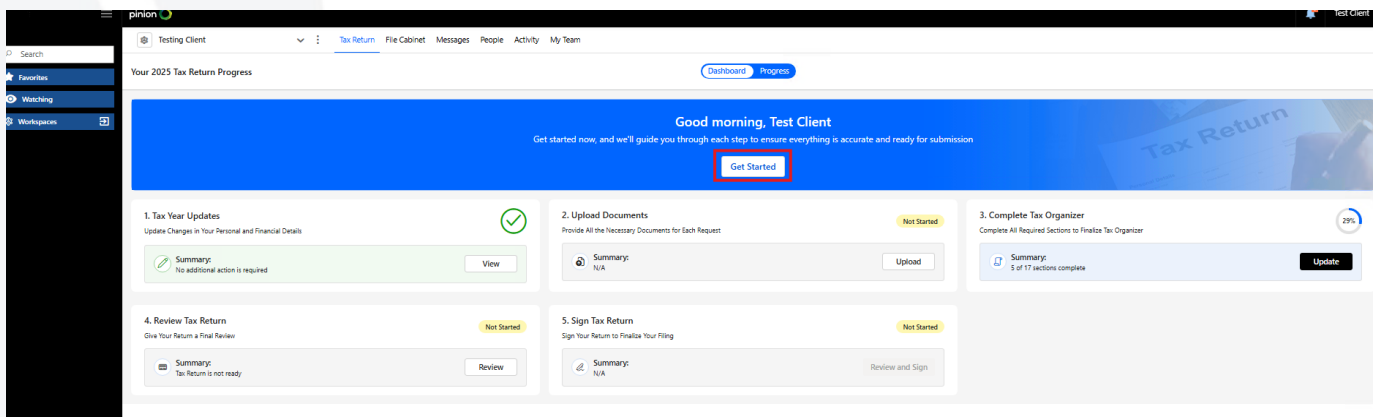 pinion
Test Client
Testing Client
Tax Return File Cabinet Messages People Activity My Team
Search
Favorites
Watching
Workspaces
Your 2025 Tax Return Progress
Dashboard Progress
Good morning, Test Client
Get started now, and we'll guide you through each step to ensure everything is accurate and ready for submission
Get Started
Tax Return
1. Tax Year Updates
Update Changes in Your Personal and Financial Details
Summary:
No additional action is required
View
2. Upload Documents
Not Started
Provide All the Necessary Documents for Each Request
Summary:
N/A
Upload
3. Complete Tax Organizer
29%
Complete All Required Sections to Finalize Tax Organizer
Summary:
5 of 17 sections complete
Update
4. Review Tax Return
Not Started
Give Your Return a Final Review
Summary:
Tax Return is not ready
Review
5. Sign Tax Return
Not Started
Sign Your Return to Finalize Your Filing
Summary:
N/A
Review and Sign